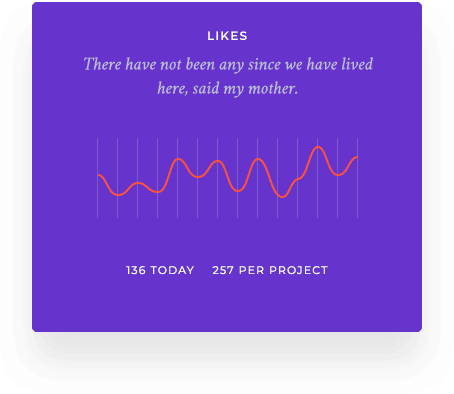 LIKES
There have not been any since we have lived
here, said my mother.
136 TODAY 257 PER PROJECT